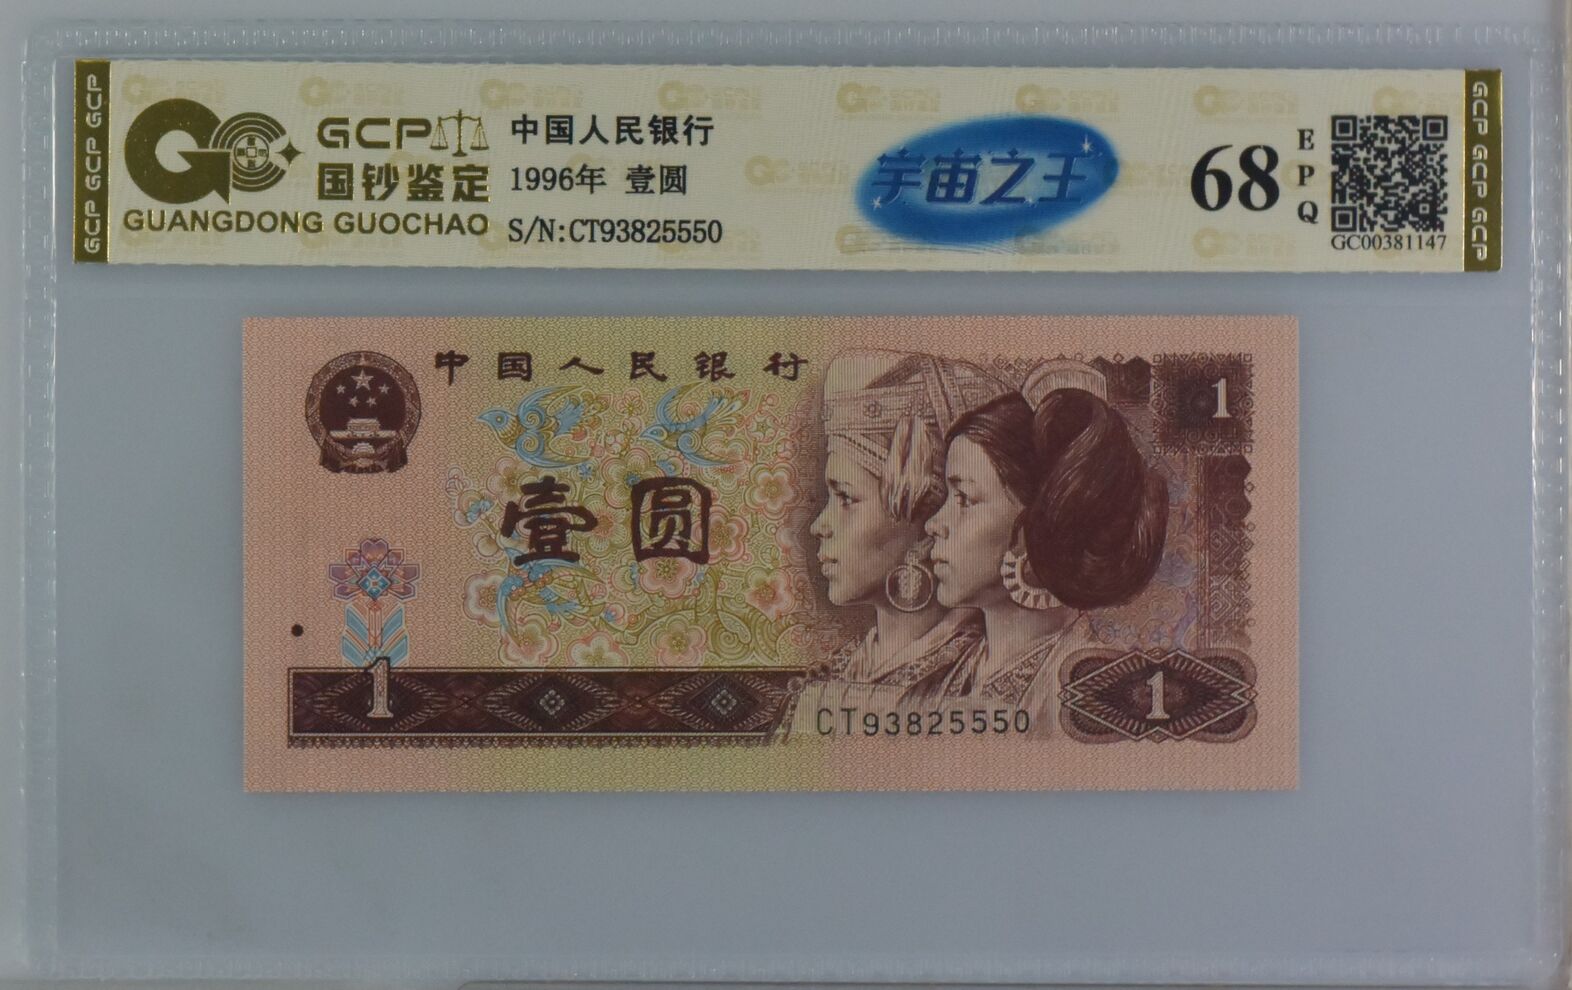 GCP GCP GCP
GCP
国钞鉴定
GUANGDONG GUOCHAO
中国人民银行
1996年 壹圆
S/N:CT93825550
宇宙之王
68
EPQ
GC00381147
GCP GCP GCP
中国人民银行
1
壹圆
1
CT93825550
1